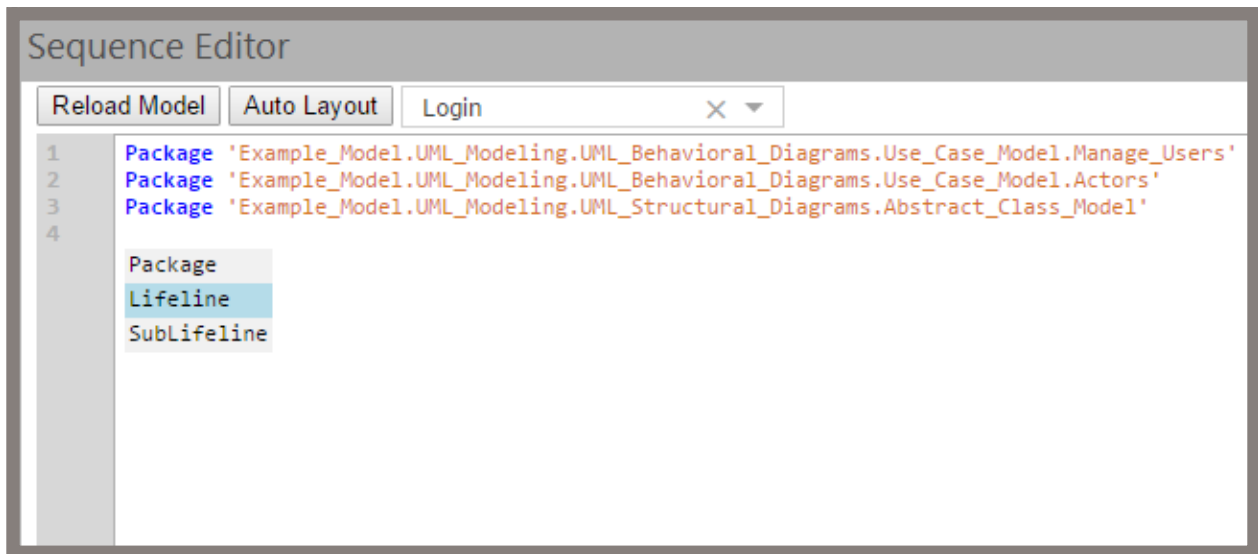 Sequence Editor
Reload Model Auto Layout Login
1 Package 'Example_Model.UML_Modeling.UML_Behavioral_Diagrams.Use_Case_Model.Manage_Users'
2 Package 'Example_Model.UML_Modeling.UML_Behavioral_Diagrams.Use_Case_Model.Actors'
3 Package 'Example_Model.UML_Modeling.UML_Structural_Diagrams.Abstract_Class_Model'
4
Package
Lifeline
SubLifeline